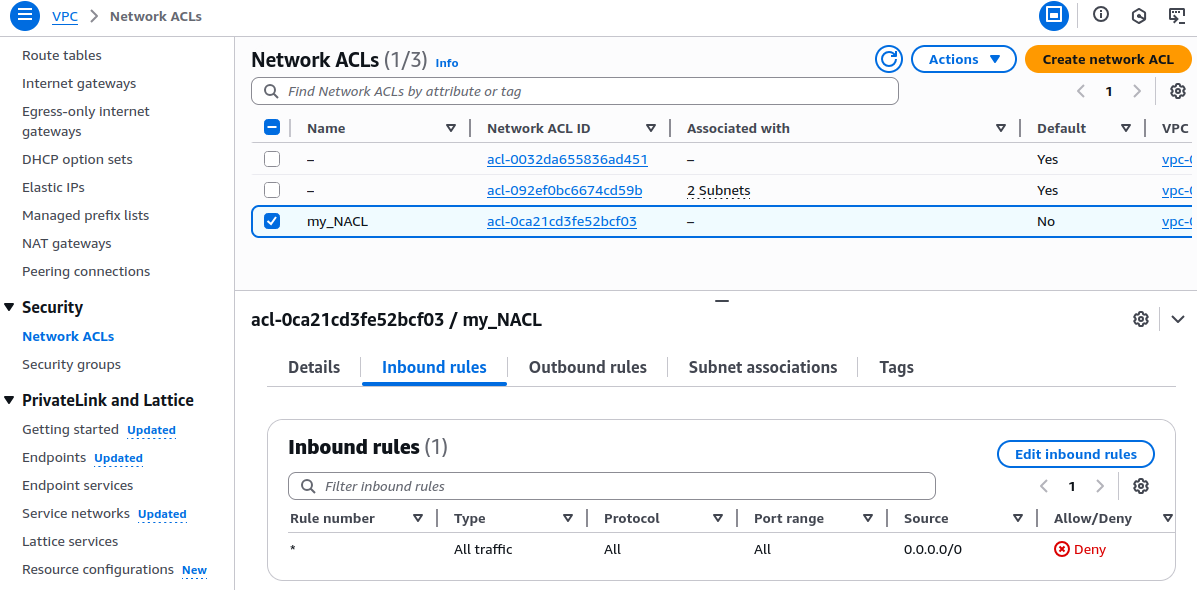 VPC > Network ACLs
Route tables
Internet gateways
Egress-only internet
gateways
DHCP option sets
Elastic IPs
Managed prefix lists
NAT gateways
Peering connections
Security
Network ACLs
Security groups
PrivateLink and Lattice
Getting started Updated
Endpoints Updated
Endpoint services
Service networks Updated
Lattice services
Resource configurations New
Network ACLs (1/3) Info
Actions
Create network ACL
Find Network ACLs by attribute or tag
1
Name Network ACL ID Associated with Default VPC
– acl-0032da655836ad451 – Yes vpc-0
– acl-092ef0bc6674cd59b 2 Subnets Yes vpc-0
my_NACL acl-0ca21cd3fe52bcf03 – No vpc-0
acl-0ca21cd3fe52bcf03 / my_NACL
Details Inbound rules Outbound rules Subnet associations Tags
Inbound rules (1)
Edit inbound rules
Filter inbound rules
1
Rule number Type Protocol Port range Source Allow/Deny
* All traffic All All 0.0.0.0/0 Deny